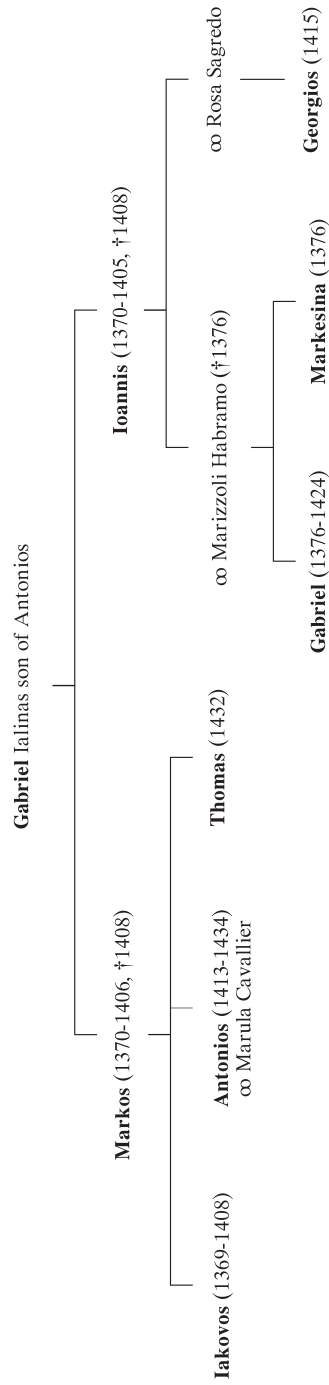 Gabriel Ialinas son of Antonios
Markos (1370-1406, †1408)
Ioannis (1370-1405, †1408)
Iakovos (1369-1408)
Antonios (1413-1434)
∞ Marula Cavallier
Thomas (1432)
∞ Marizzoli Habramo (†1376)
∞ Rosa Sagredo
Gabriel (1376-1424)
Markesina (1376)
Georgios (1415)